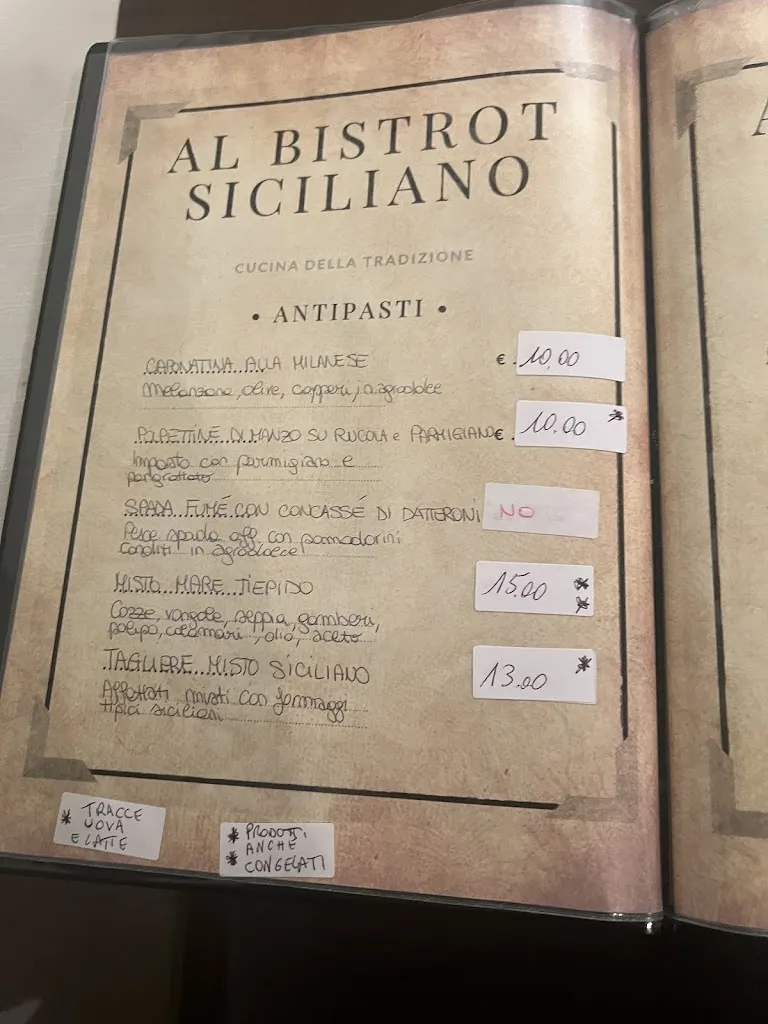 AL BISTROT
SICILIANO
CUCINA DELLA TRADIZIONE
• ANTIPASTI •
CAPONATINA ALLA MILANESE € 10,00
Melanzane, olive, capperi, in agrodolce
POLPETTINE DI MANZO SU RUCOLA e PARMIGIANO € 10,00 *
Impasto con parmigiano e
pangrattato
SPADA FUMÉ CON CONCASSÉ DI DATTERONI NO
Pesce spada aff con pomodorini
conditi in agrodolce
MISTO MARE TIEPIDO 15,00 * *
Cozze, vongole, seppia, gamberi,
polipo, calamari, olio, aceto
TAGLIERE MISTO SICILIANO 13,00 *
Affettati misti con formaggi
tipici siciliani
* TRACCE
UOVA
E LATTE
* PRODOTTI
* ANCHE
CONGELATI